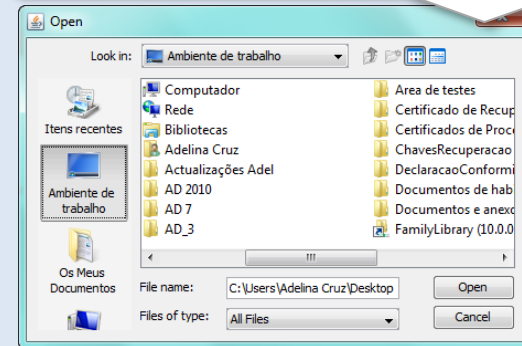 Open
Look in:
Ambiente de trabalho
Itens recentes
Ambiente de
trabalho
Os Meus
Documentos
Computador
Rede
Bibliotecas
Adelina Cruz
Actualizações Adel
AD 2010
AD 7
AD_3
Area de testes
Certificado de Recup
Certificados de Proce
ChavesRecuperacao
DeclaracaoConformi
Documentos de hab
Documentos e anexo
FamilyLibrary (10.0.0
File name:
C:\Users\Adelina Cruz\Desktop
Open
Files of type:
All Files
Cancel